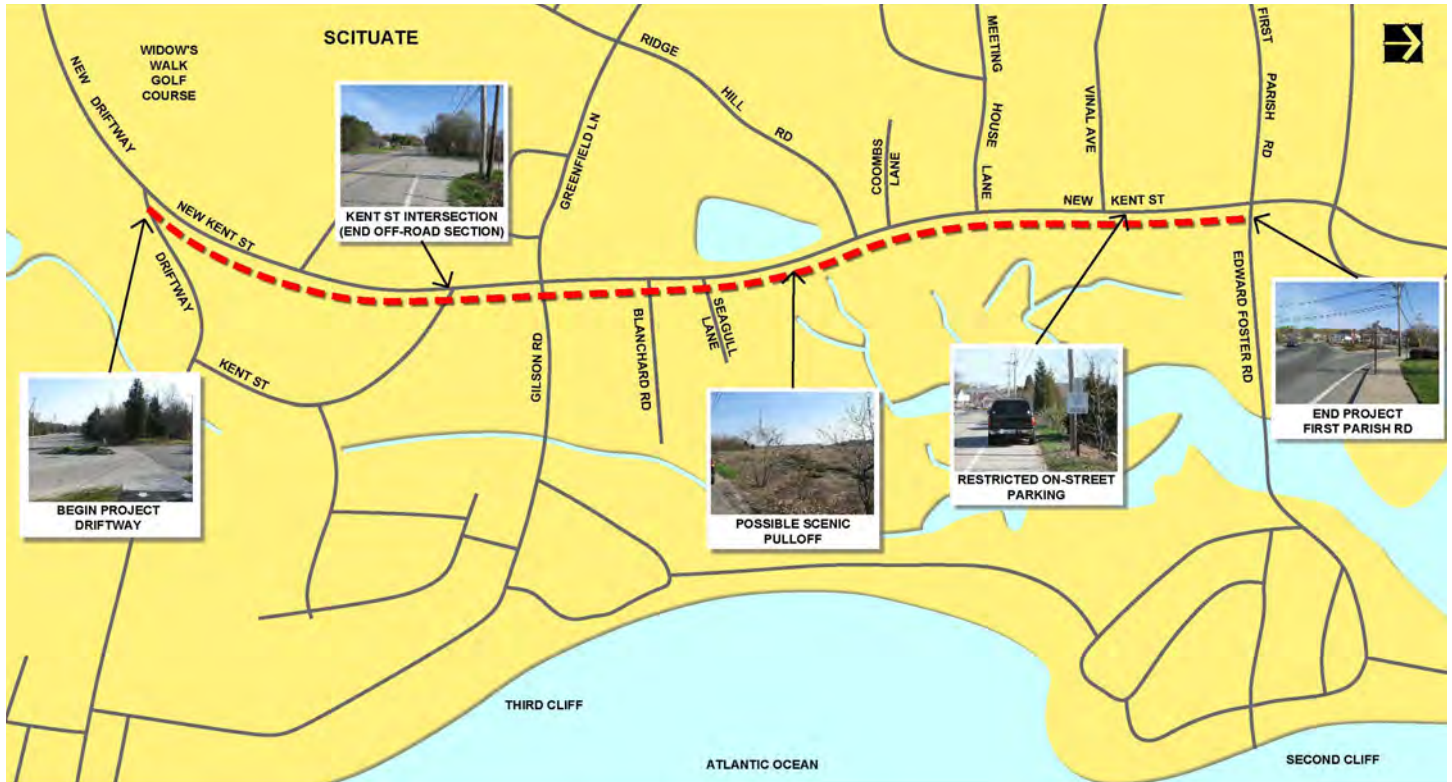 SCITUATE
WIDOW'S
WALK
GOLF
COURSE
NEW DRIFTWAY
RIDGE HILL RD
MEETING HOUSE LANE
FIRST PARISH RD
VINAL AVE
COOMBS
LANE
GREENFIELD LN
KENT ST INTERSECTION
(END OFF-ROAD SECTION)
NEW KENT ST
NEW KENT ST
DRIFTWAY
KENT ST
GILSON RD
BLANCHARD RD
SEAGULL
LANE
EDWARD FOSTER RD
BEGIN PROJECT
DRIFTWAY
POSSIBLE SCENIC
PULLOFF
RESTRICTED ON-STREET
PARKING
END PROJECT
FIRST PARISH RD
THIRD CLIFF
ATLANTIC OCEAN
SECOND CLIFF